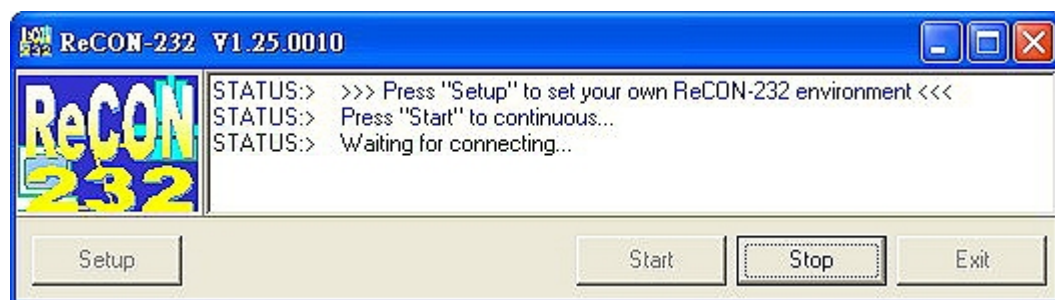 ReCON-232 V1.25.0010
ReCON
232
STATUS:> >>> Press "Setup" to set your own ReCON-232 environment <<<
STATUS:> Press "Start" to continuous...
STATUS:> Waiting for connecting...
Setup
Start
Stop
Exit